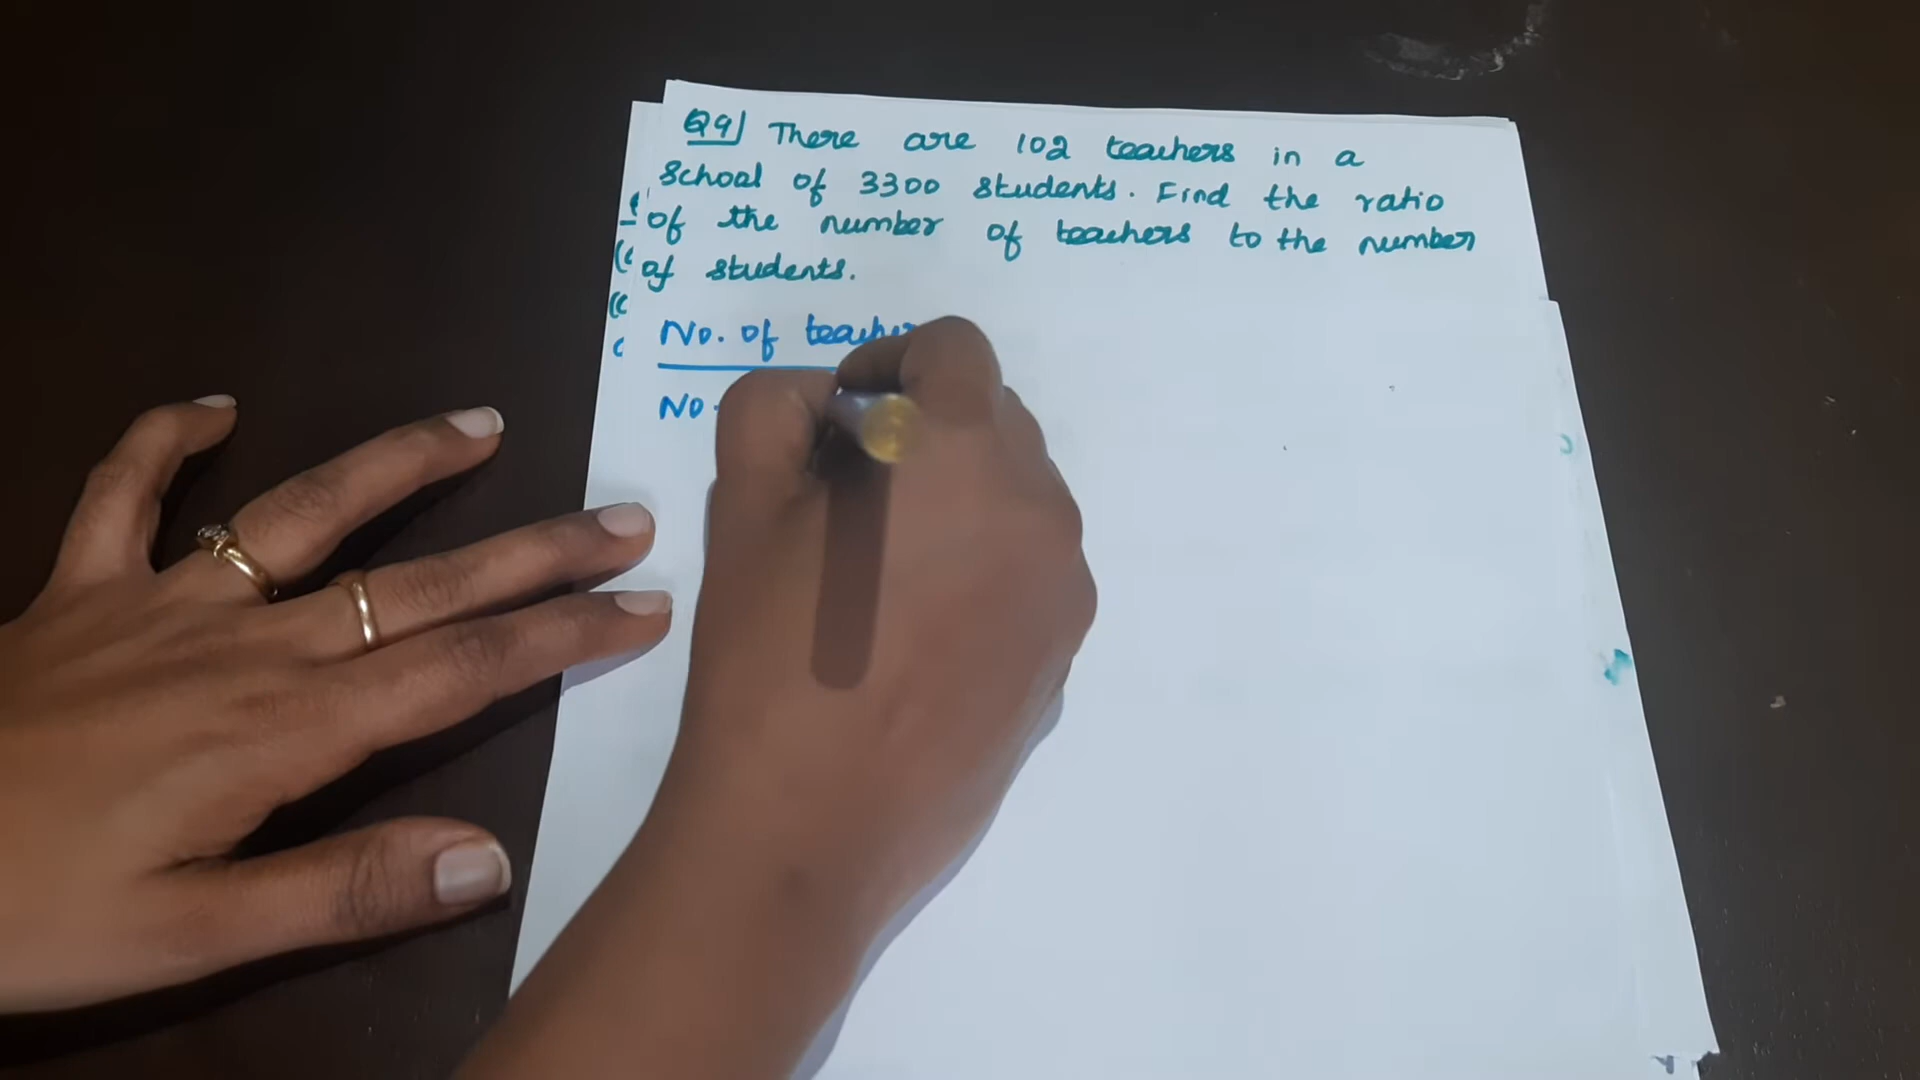 Q9) There are 102 teachers in a
School of 3300 students. Find the ratio
of the number of teachers to the number
of students.
No. of teacher
No.